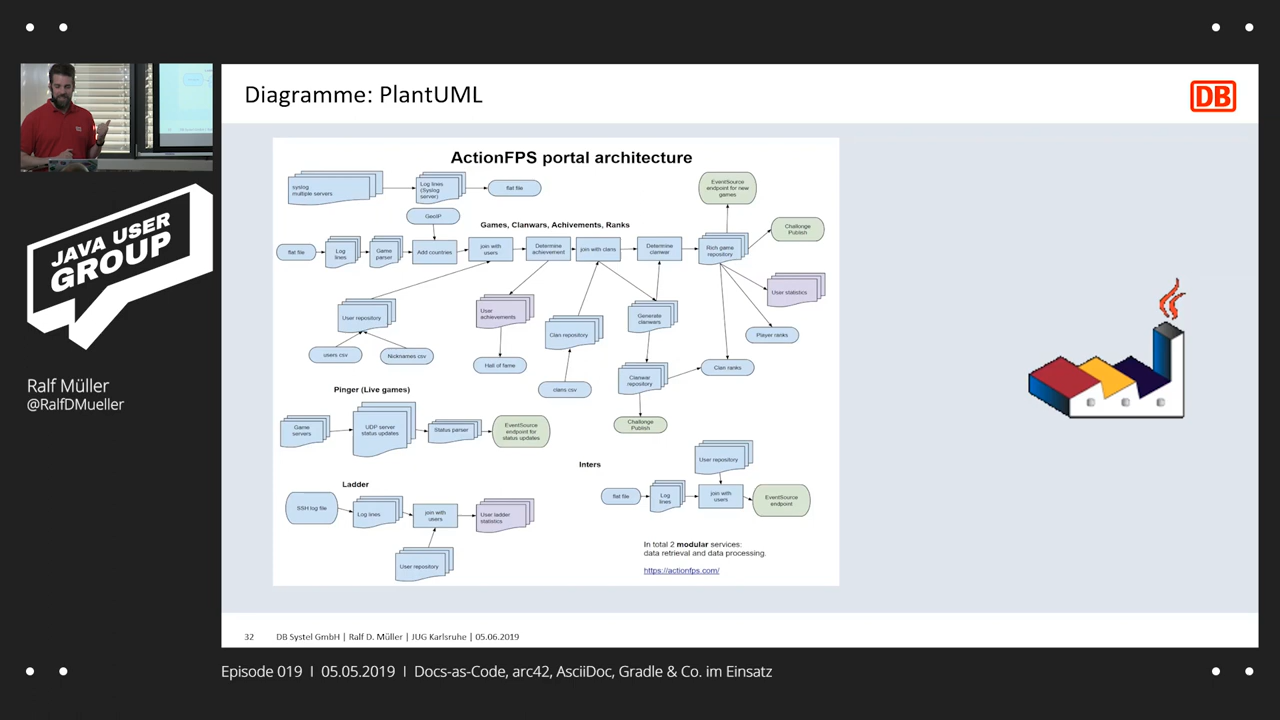 Diagramme: PlantUML
DB
JAVA USER
GROUP
Ralf Müller
@RalfDMueller
ActionFPS portal architecture
syslog
multiple servers
Log lines
(Syslog
server)
flat file
EventSource
endpoint for new
games
GeoIP
Games, Clanwars, Achivements, Ranks
Challonge
Publish
flat file
Log
lines
Game
parser
Add countries
join with
users
Determine
achievement
join with clans
Determine
clanwar
Rich game
repository
User statistics
User repository
User
achievements
Clan repository
Generate
clanwars
Player ranks
users csv
Nicknames csv
Hall of fame
clans csv
Clanwar
repository
Clan ranks
Challonge
Publish
Pinger (Live games)
Game
servers
UDP server
status updates
Status parser
EventSource
endpoint for
status updates
Inters
User repository
flat file
Log
lines
join with
users
EventSource
endpoint
Ladder
SSH log file
Log lines
join with
users
User ladder
statistics
User repository
In total 2 modular services:
data retrieval and data processing.
https://actionfps.com/
32 DB Systel GmbH | Ralf D. Müller | JUG Karlsruhe | 05.06.2019
Episode 019 I 05.05.2019 I Docs-as-Code, arc42, AsciiDoc, Gradle & Co. im Einsatz